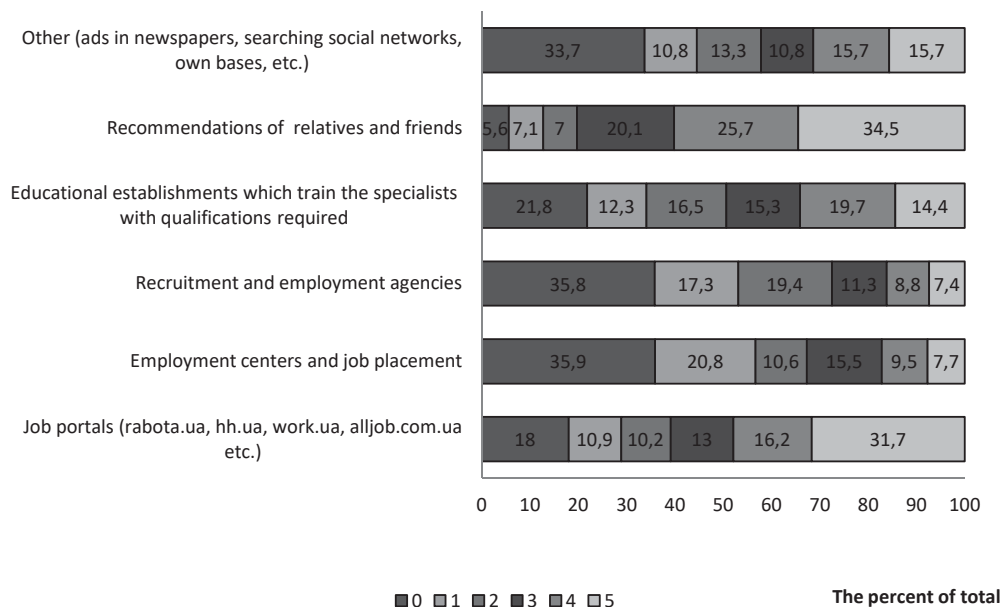 Other (ads in newspapers, searching social networks,
own bases, etc.)
33,7 10,8 13,3 10,8 15,7 15,7
Recommendations of relatives and friends
5,6 7,1 7 20,1 25,7 34,5
Educational establishments which train the specialists
with qualifications required
21,8 12,3 16,5 15,3 19,7 14,4
Recruitment and employment agencies
35,8 17,3 19,4 11,3 8,8 7,4
Employment centers and job placement
35,9 20,8 10,6 15,5 9,5 7,7
Job portals (rabota.ua, hh.ua, work.ua, alljob.com.ua
etc.)
18 10,9 10,2 13 16,2 31,7
0 10 20 30 40 50 60 70 80 90 100
0 1 2 3 4 5
The percent of total